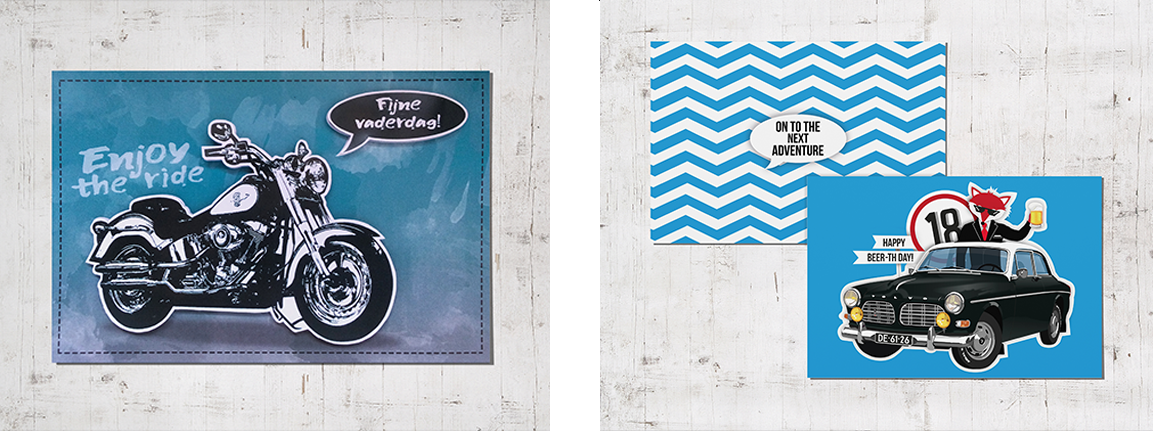 Fijne
vaderdag!
Enjoy
the ride
ON TO THE
NEXT
ADVENTURE
18
HAPPY
BEER-TH DAY!
DE-61-26